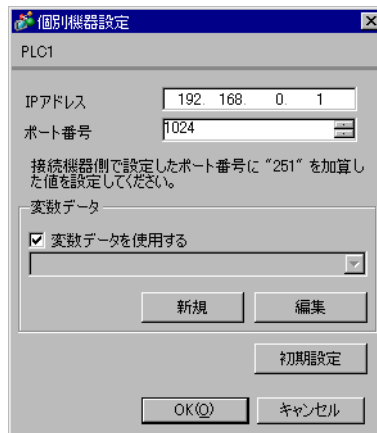 個別機器設定
PLC1
IPアドレス 192. 168. 0. 1
ポート番号 1024
接続機器側で設定したポート番号に "251" を加算し
た値を設定してください。
変数データ
変数データを使用する
新規 編集
初期設定
OK(O) キャンセル